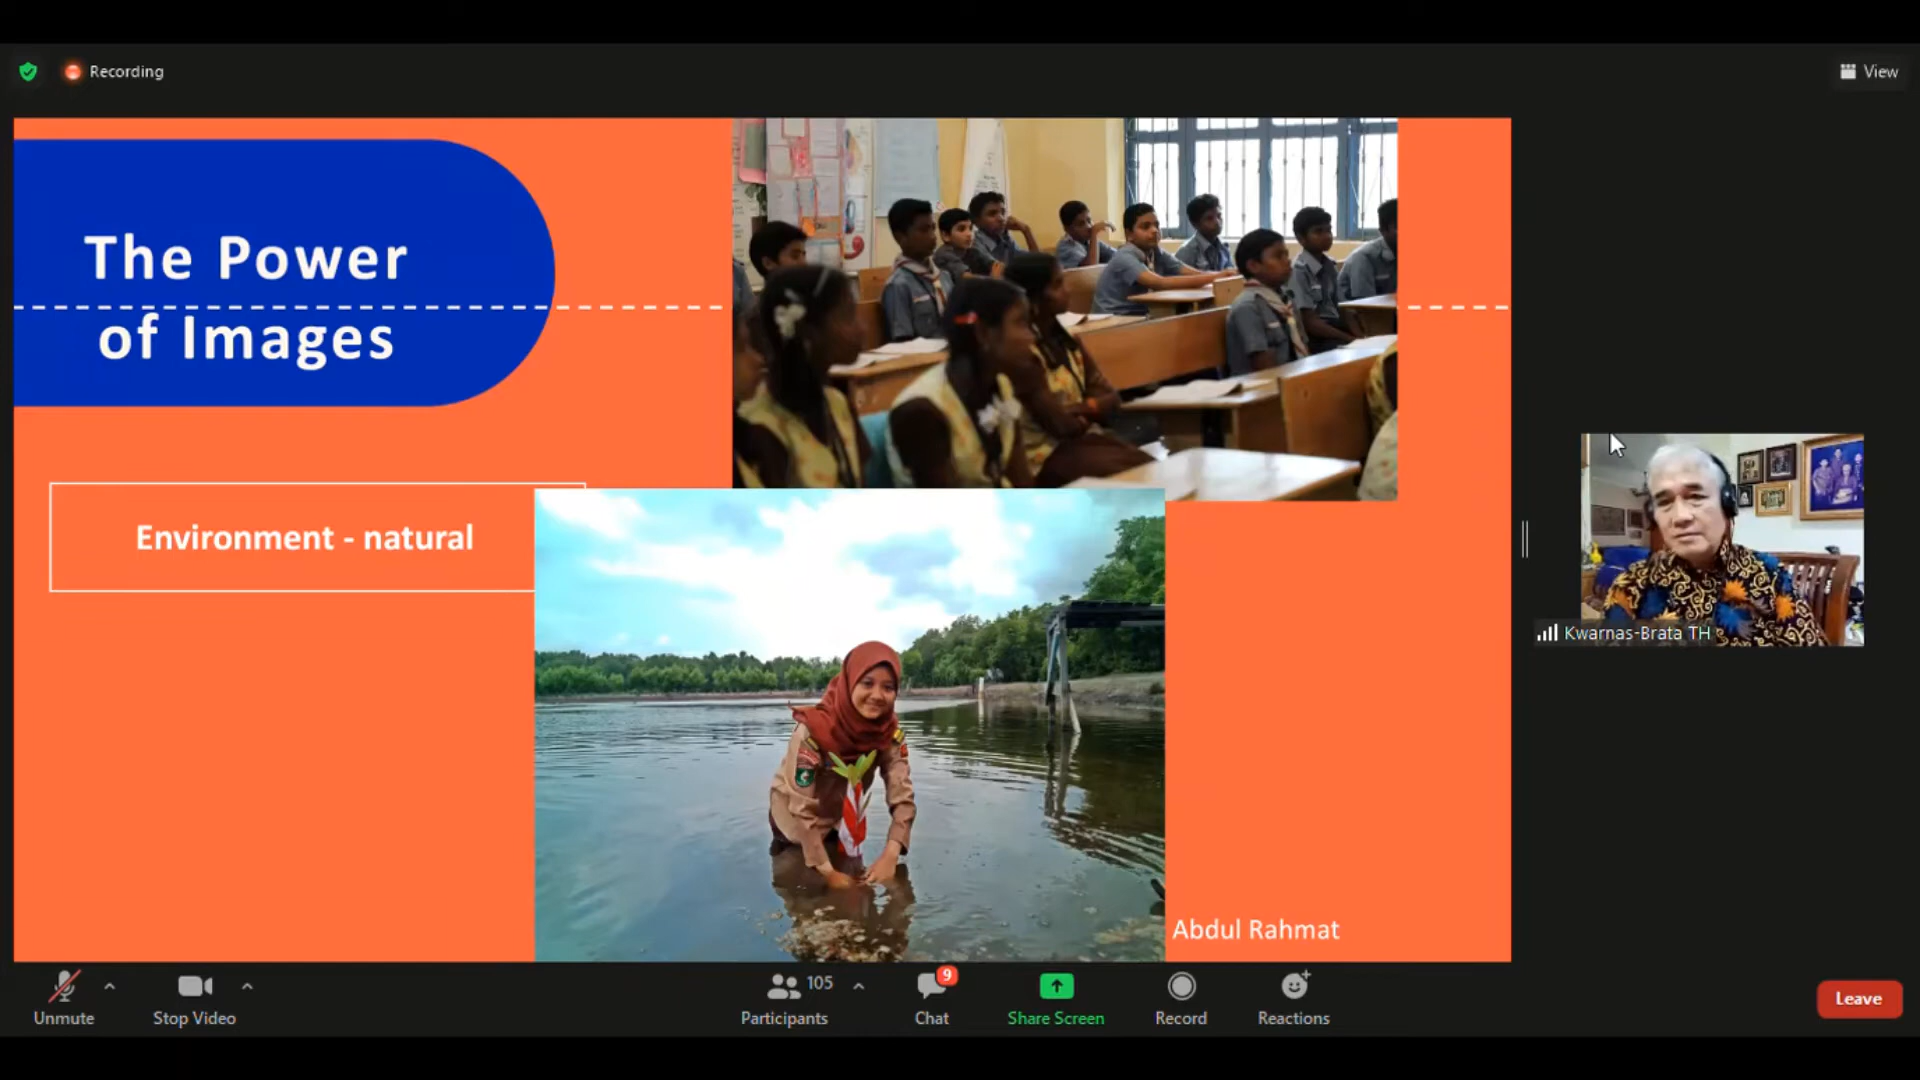 Recording
View
The Power
of Images
Environment - natural
Kwarnas-Brata TH
Abdul Rahmat
Unmute
Stop Video
105
Participants
9
Chat
Share Screen
Record
Reactions
Leave